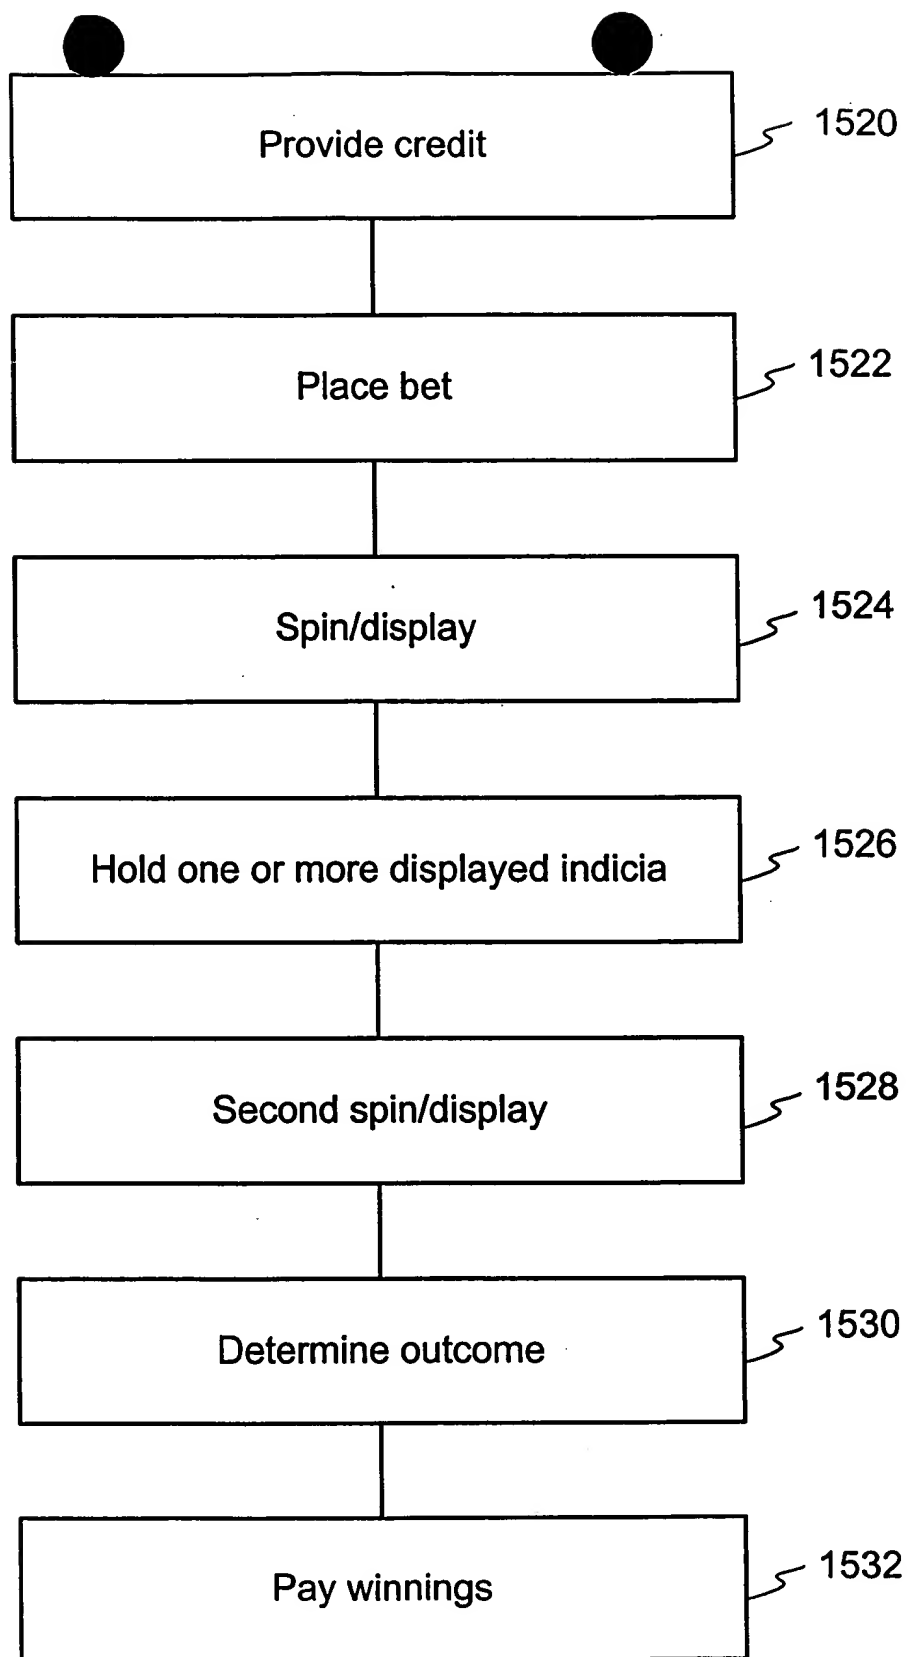 Provide credit
1520
Place bet
1522
Spin/display
1524
Hold one or more displayed indicia
1526
Second spin/display
1528
Determine outcome
1530
Pay winnings
1532